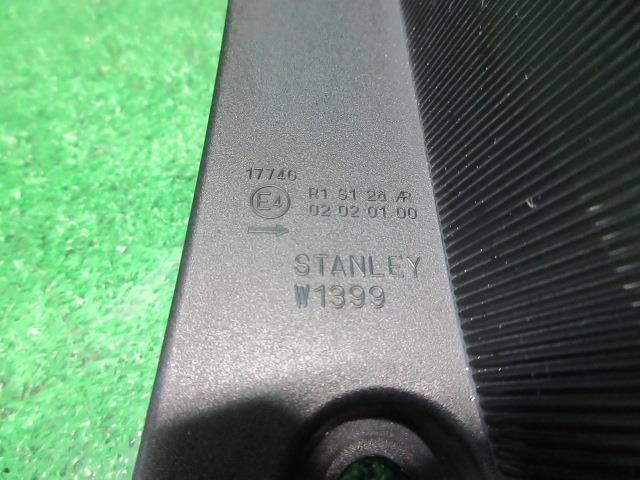 17746
E4 R1 S1 2a AR
02 02 01 00
→
STANLEY
W1399